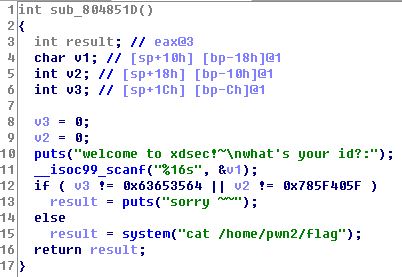 1 int sub_804851D()
2 {
3 int result; // eax@3
4 char v1; // [sp+10h] [bp-18h]@1
5 int v2; // [sp+18h] [bp-10h]@1
6 int v3; // [sp+1Ch] [bp-Ch]@1
7
8 v3 = 0;
9 v2 = 0;
10 puts("welcome to xdsec!~\nwhat's your id?:");
11 __isoc99_scanf("%16s", &v1);
12 if ( v3 != 0x63653564 || v2 != 0x785F405F )
13 result = puts("sorry ~~");
14 else
15 result = system("cat /home/pwn2/flag");
16 return result;
17 }